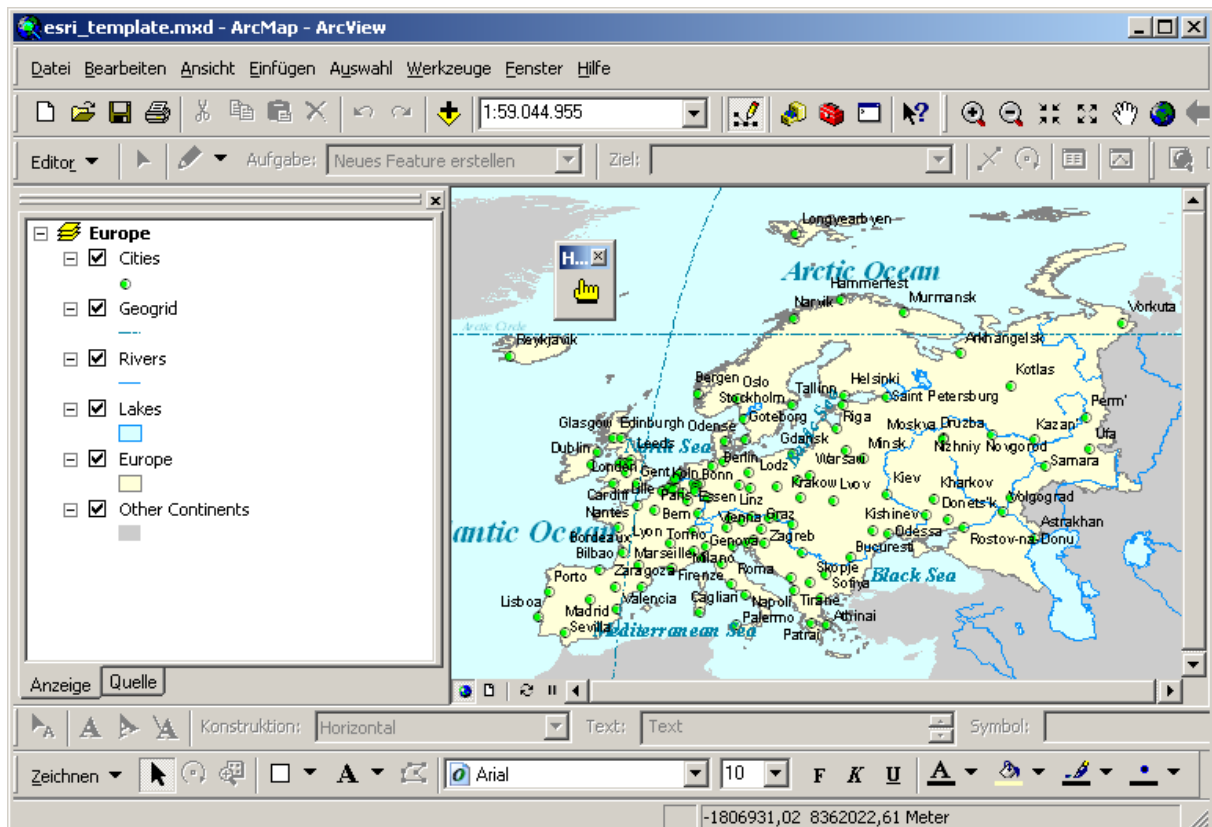 esri_template.mxd - ArcMap - ArcView
Datei Bearbeiten Ansicht Einfügen Auswahl Werkzeuge Fenster Hilfe
1:59.044.955
Editor Aufgabe: Neues Feature erstellen Ziel:
Europe
Cities
Geogrid
Rivers
Lakes
Europe
Other Continents
Anzeige Quelle
H...
Longyearbyen
Arctic Ocean
Hammerfest
Narvik Murmansk
Vorkuta
Arctic Circle
Reykjavik Arkhangelsk
Kotlas
Bergen Oslo Tallinn Helsinki
Stockholm Saint Petersburg Perm'
Glasgow Edinburgh Odense Goteborg Riga Moskva Druzba Kazan'
Dublin Leeds North Sea Gdansk Minsk Nizhniy Novgorod Ufa
Berlin Lodz Warsaw Samara
London Gent Koln Bonn
Cardiff Lille Paris Essen Linz Krakow Lvov Kiev Kharkov
Nantes Bern Vienna Graz Kishinev Donets'k Volgograd
antic Ocean Astrakhan
Bordeaux Lyon Torino Genova Zagreb Odessa Rostov-na-Donu
Bilbao Marseille Milano Bucuresti
Porto Zaragoza Firenze Roma Skopje
Sofiya Black Sea
Lisboa Valencia Cagliari Napoli Tirane
Madrid Palermo Athinai
Sevilla Mediterranean Sea Patrai
Konstruktion: Horizontal Text: Text Symbol:
Zeichnen A Arial 10 F K U A
-1806931,02 8362022,61 Meter